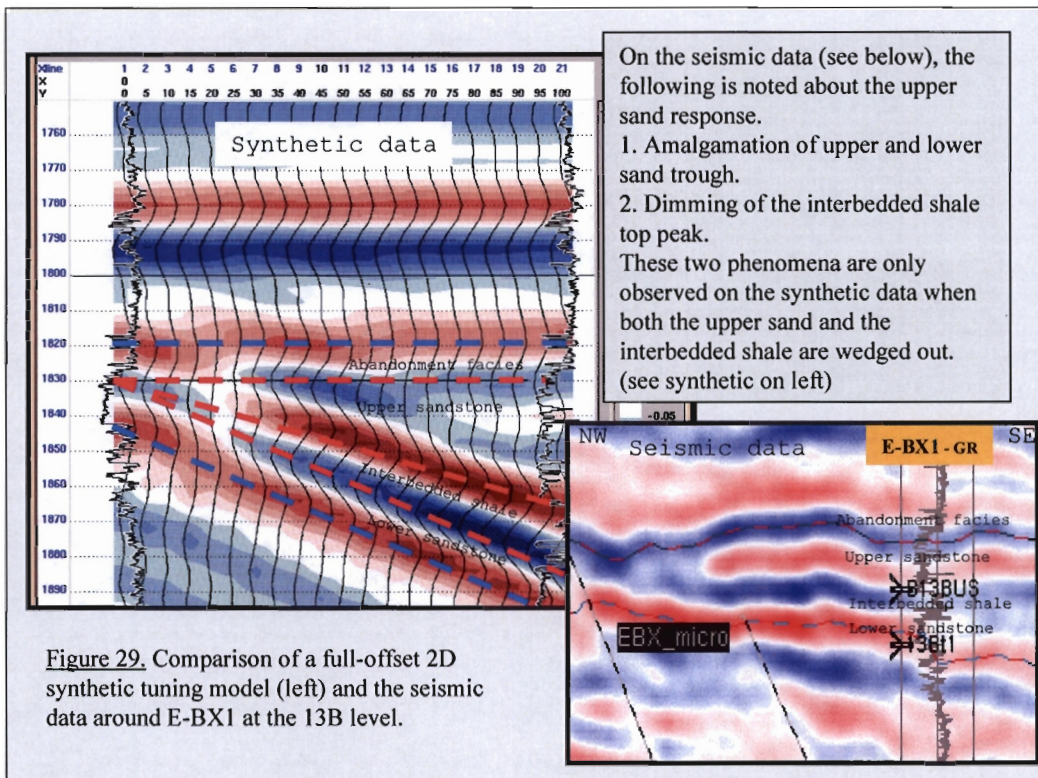 Xline 1 2 3 4 5 6 7 8 9 10 11 12 13 14 15 16 17 18 19 20 21
X 0
Y 0 5 10 15 20 25 30 35 40 45 50 55 60 65 70 75 80 85 90 95 100
Synthetic data
1760
1770
1780
1790
1800
1810
1820
1830
1840
1850
1860
1870
1880
1890
Abandonment facies
Upper sandstone
Interbedded shale
Lower sandstone
-0.05
On the seismic data (see below), the
following is noted about the upper
sand response.
1. Amalgamation of upper and lower
sand trough.
2. Dimming of the interbedded shale
top peak.
These two phenomena are only
observed on the synthetic data when
both the upper sand and the
interbedded shale are wedged out.
(see synthetic on left)
NW
Seismic data
E-BX1 - GR
SE
Abandonment facies
Upper sandstone
B13BUS
Interbedded shale
Lower sandstone
13Bt1
EBX_micro
Figure 29. Comparison of a full-offset 2D
synthetic tuning model (left) and the seismic
data around E-BX1 at the 13B level.